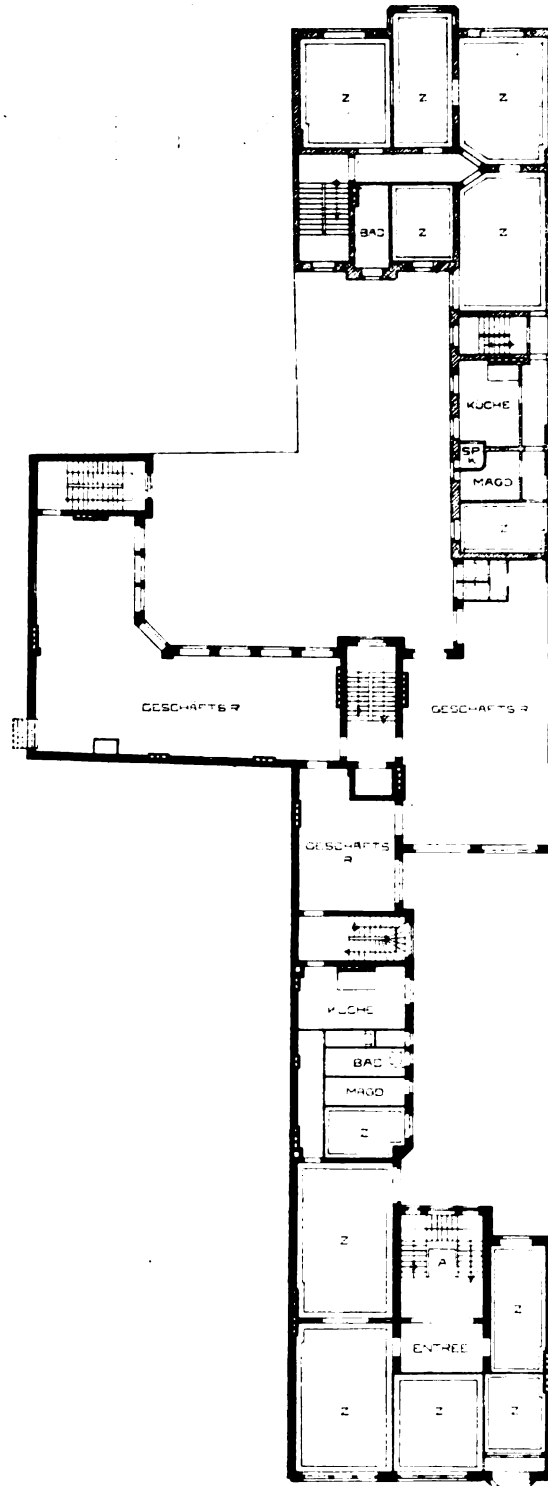 Z
Z
Z
BAD
Z
Z
KÜCHE
SP.
K
MAGD
Z
GESCHÄFTS R
GESCHÄFTS R
GESCHÄFTS
R
KÜCHE
BAD
MAGD
Z
Z
A
Z
ENTREE
Z
Z
Z